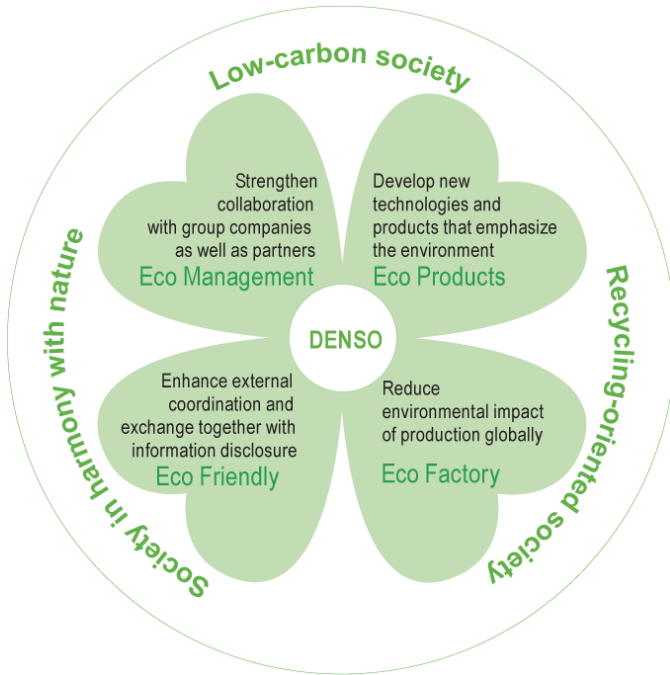 Low-carbon society
Strengthen
collaboration
with group companies
as well as partners
Eco Management
Develop new
technologies and
products that emphasize
the environment
Eco Products
Society in harmony with nature
DENSO
Recycling-oriented society
Enhance external
coordination and
exchange together with
information disclosure
Eco Friendly
Reduce
environmental impact
of production globally
Eco Factory